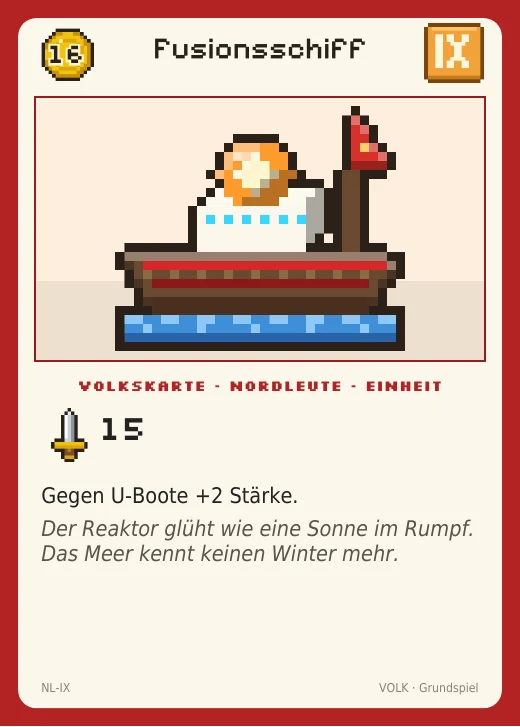 16
Fusionsschiff
IX
VOLKSKARTE · NORDLEUTE · EINHEIT
15
Gegen U-Boote +2 Stärke.
Der Reaktor glüht wie eine Sonne im Rumpf.
Das Meer kennt keinen Winter mehr.
NL-IX
VOLK · Grundspiel